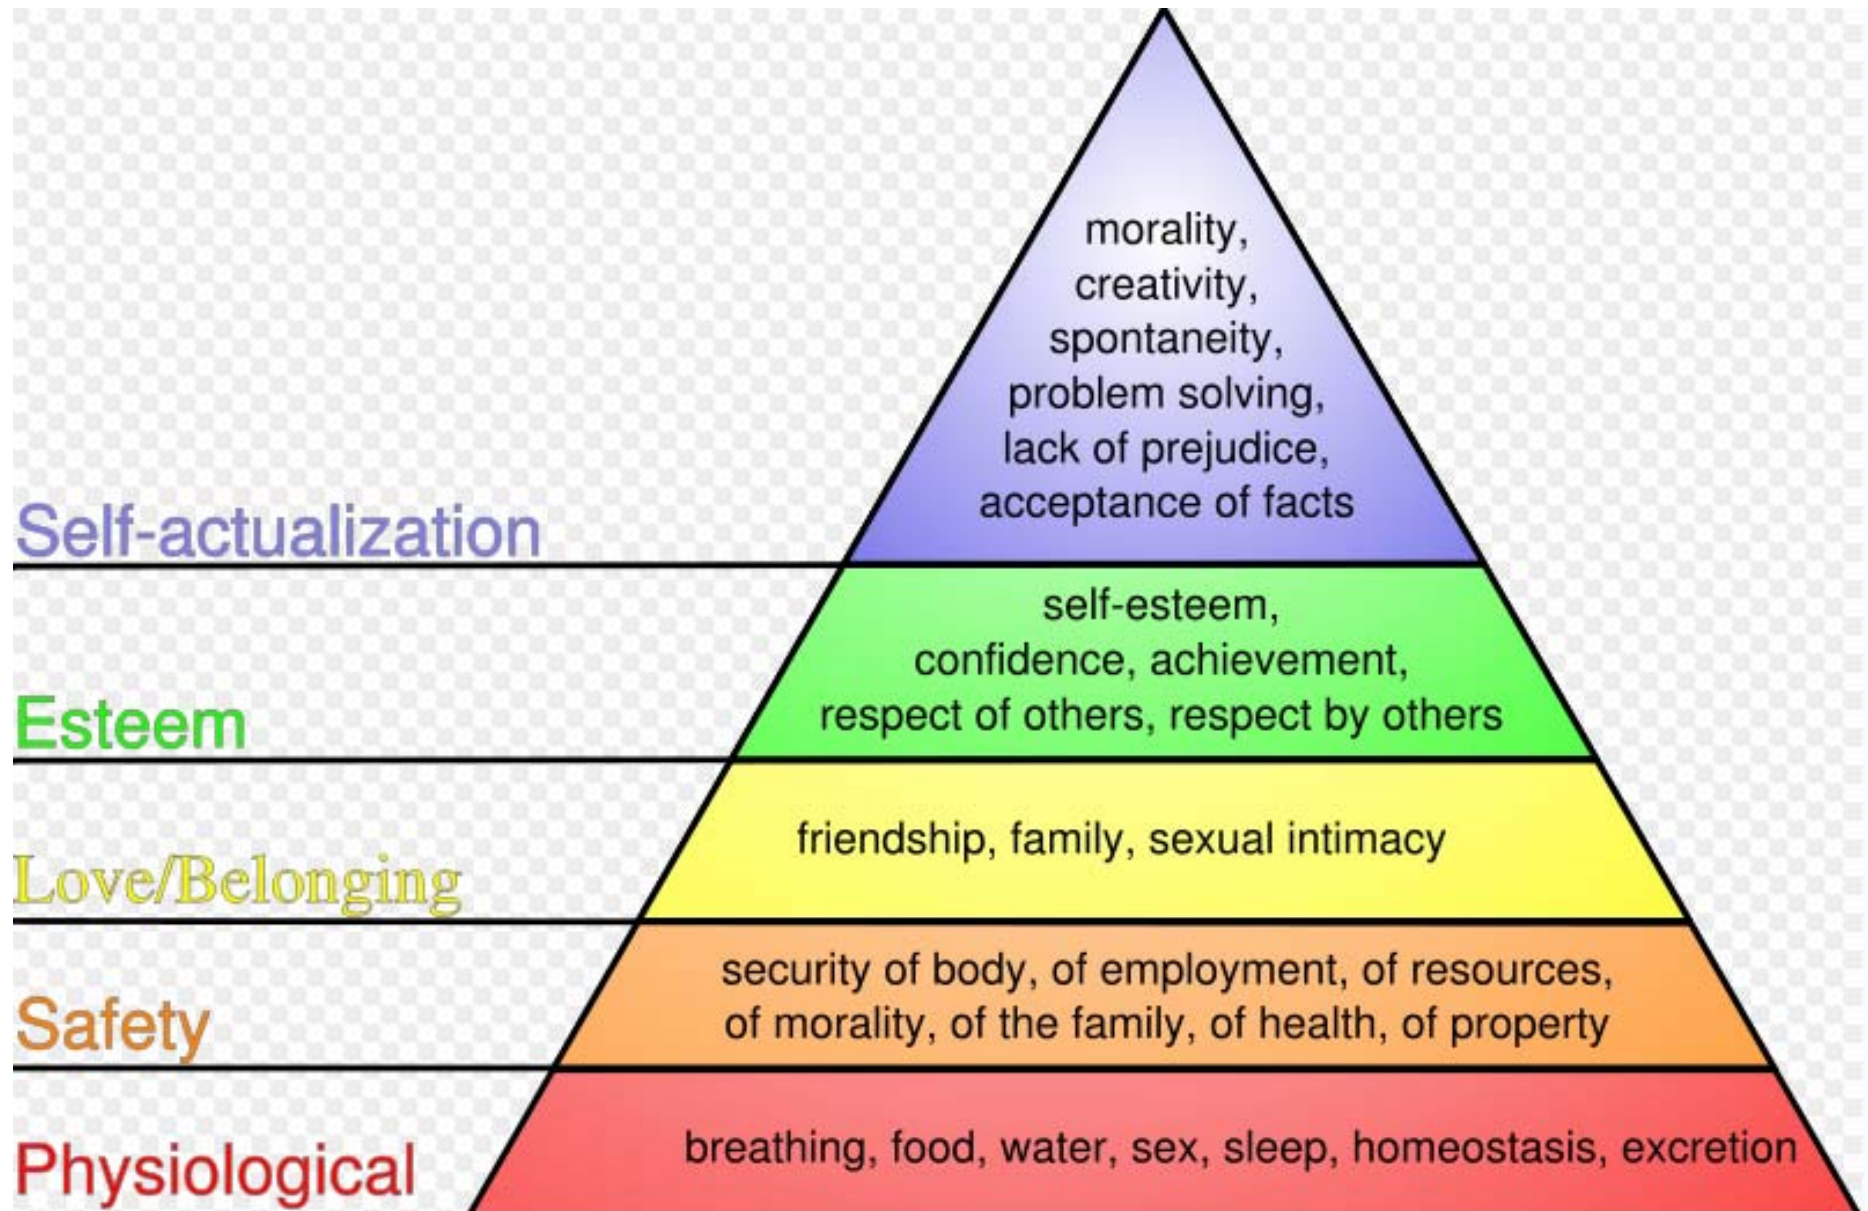 morality,
creativity,
spontaneity,
problem solving,
lack of prejudice,
acceptance of facts
Self-actualization
self-esteem,
confidence, achievement,
respect of others, respect by others
Esteem
friendship, family, sexual intimacy
Love/Belonging
security of body, of employment, of resources,
of morality, of the family, of health, of property
Safety
breathing, food, water, sex, sleep, homeostasis, excretion
Physiological